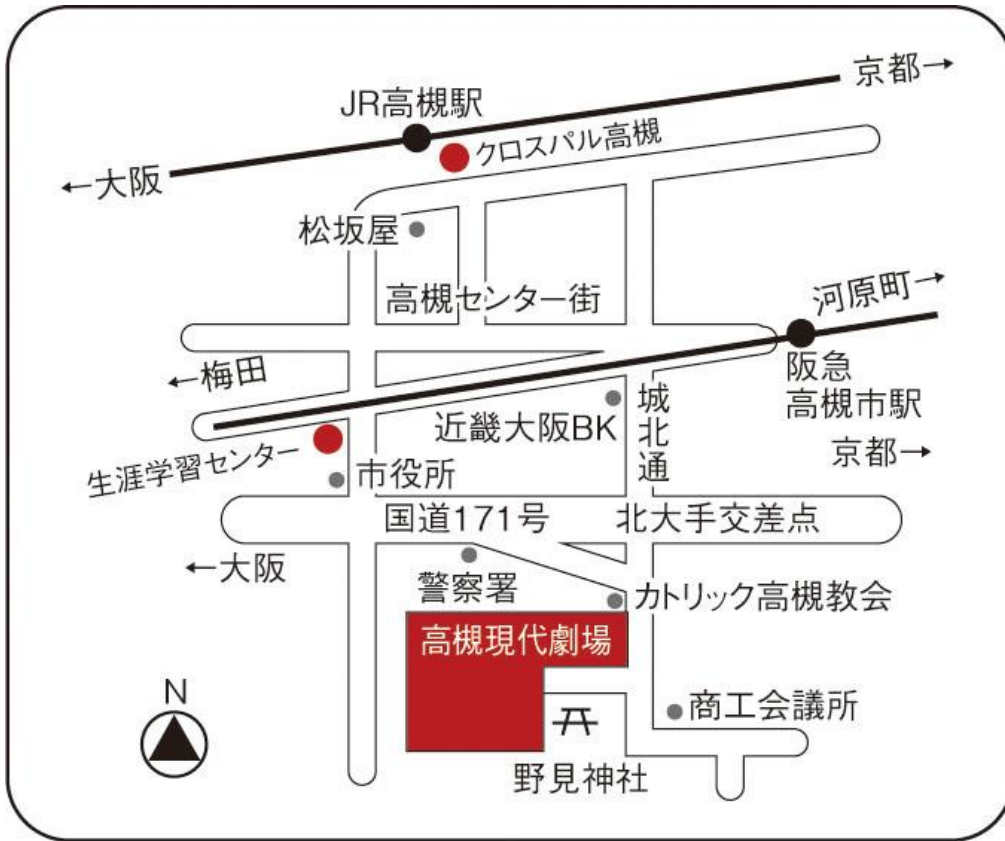 京都→
JR高槻駅
クロスパル高槻
←大阪
松坂屋
高槻センター街
河原町→
←梅田
阪急
高槻市駅
城北通
近畿大阪BK
京都→
生涯学習センター
市役所
国道171号
北大手交差点
←大阪
警察署
カトリック高槻教会
高槻現代劇場
N
商工会議所
野見神社